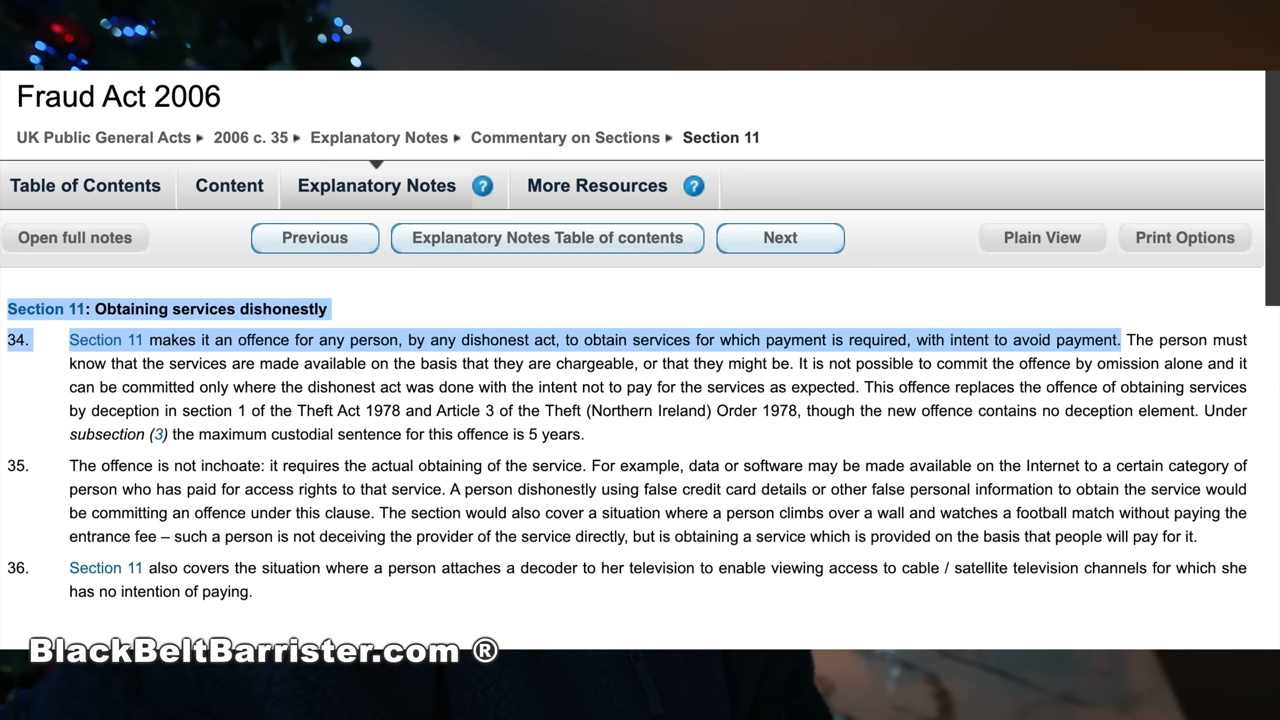 Fraud Act 2006
UK Public General Acts ▸ 2006 c. 35 ▸ Explanatory Notes ▸ Commentary on Sections ▸ Section 11
Table of Contents Content Explanatory Notes ? More Resources ?
Open full notes Previous Explanatory Notes Table of contents Next Plain View Print Options
Section 11: Obtaining services dishonestly
34. Section 11 makes it an offence for any person, by any dishonest act, to obtain services for which payment is required, with intent to avoid payment. The person must
know that the services are made available on the basis that they are chargeable, or that they might be. It is not possible to commit the offence by omission alone and it
can be committed only where the dishonest act was done with the intent not to pay for the services as expected. This offence replaces the offence of obtaining services
by deception in section 1 of the Theft Act 1978 and Article 3 of the Theft (Northern Ireland) Order 1978, though the new offence contains no deception element. Under
subsection (3) the maximum custodial sentence for this offence is 5 years.
35. The offence is not inchoate: it requires the actual obtaining of the service. For example, data or software may be made available on the Internet to a certain category of
person who has paid for access rights to that service. A person dishonestly using false credit card details or other false personal information to obtain the service would
be committing an offence under this clause. The section would also cover a situation where a person climbs over a wall and watches a football match without paying the
entrance fee – such a person is not deceiving the provider of the service directly, but is obtaining a service which is provided on the basis that people will pay for it.
36. Section 11 also covers the situation where a person attaches a decoder to her television to enable viewing access to cable / satellite television channels for which she
has no intention of paying.
BlackBeltBarrister.com ®